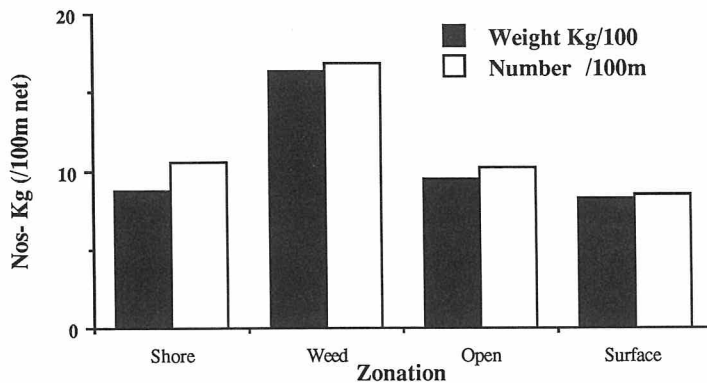 20
Weight Kg/100
Number /100m
10
0
Nos- Kg (/100m net)
Shore
Weed
Open
Surface
Zonation